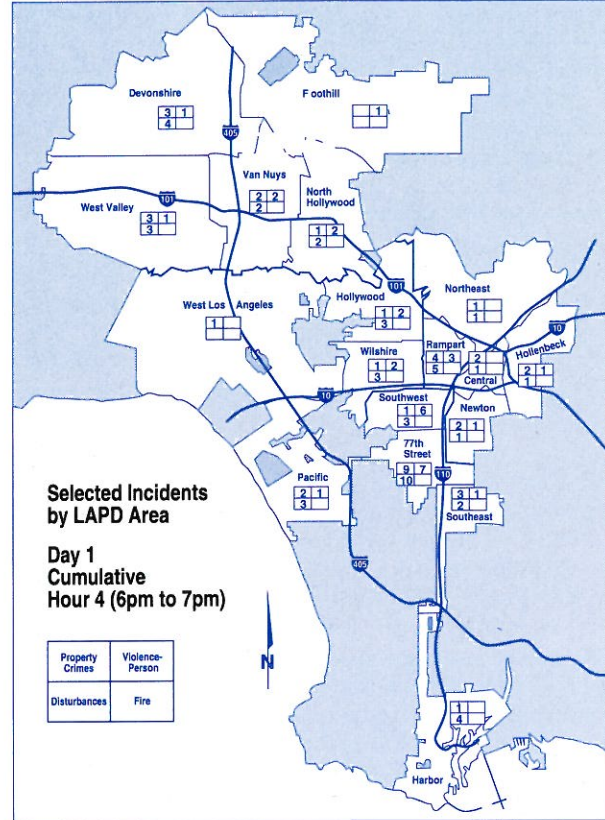 Devonshire
3 1
4
Foothill
1
405
Van Nuys
2 2
2
North
Hollywood
1 2
2
101
West Valley
3 1
3
West Los Angeles
1
Hollywood
1 2
3
101
Northeast
1
1
10
Wilshire
1 2
3
Rampart
4 3
5
2
1
Central
Hollenbeck
2 1
1
10
Southwest
1 6
3
Newton
2 1
1
77th
Street
9 7
10
110
Pacific
2 1
3
3 1
2
Southeast
405
Selected Incidents
by LAPD Area
Day 1
Cumulative
Hour 4 (6pm to 7pm)
N
Property
Crimes
Violence-
Person
Disturbances
Fire
1
4
Harbor